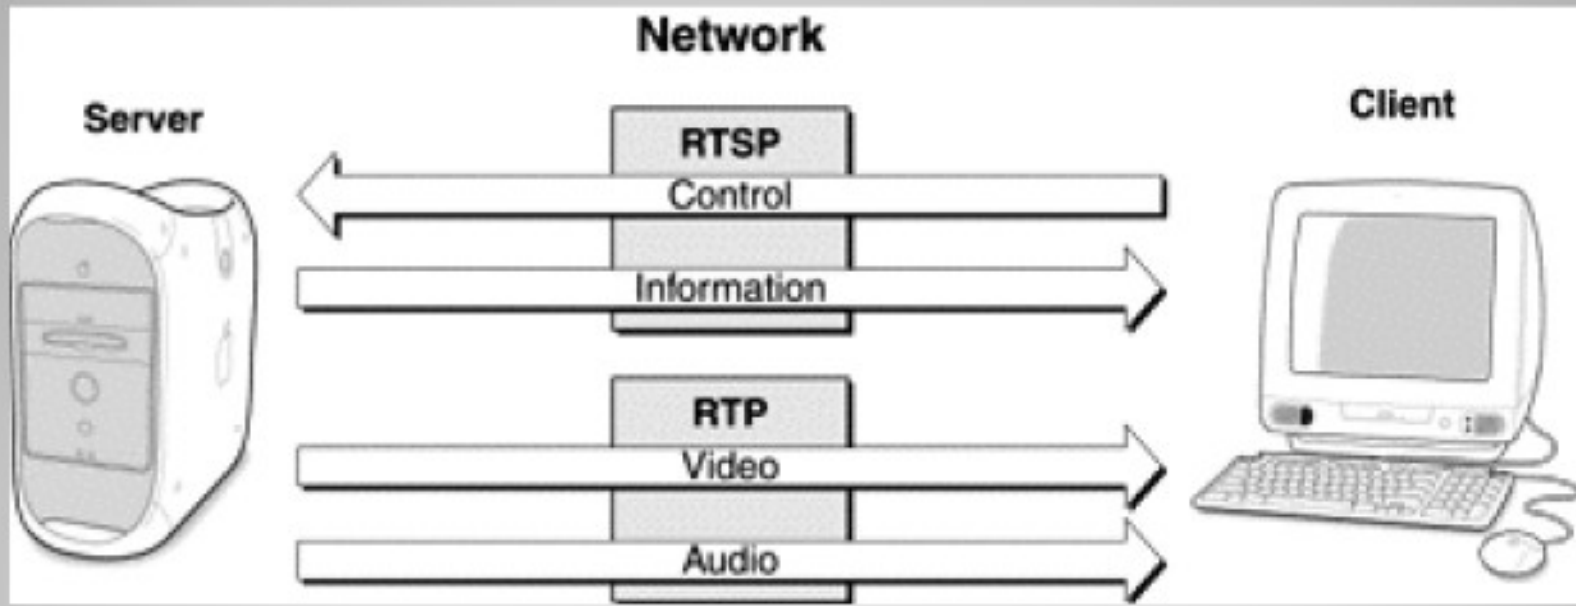 Network
Server
Client
RTSP
Control
Information
RTP
Video
Audio